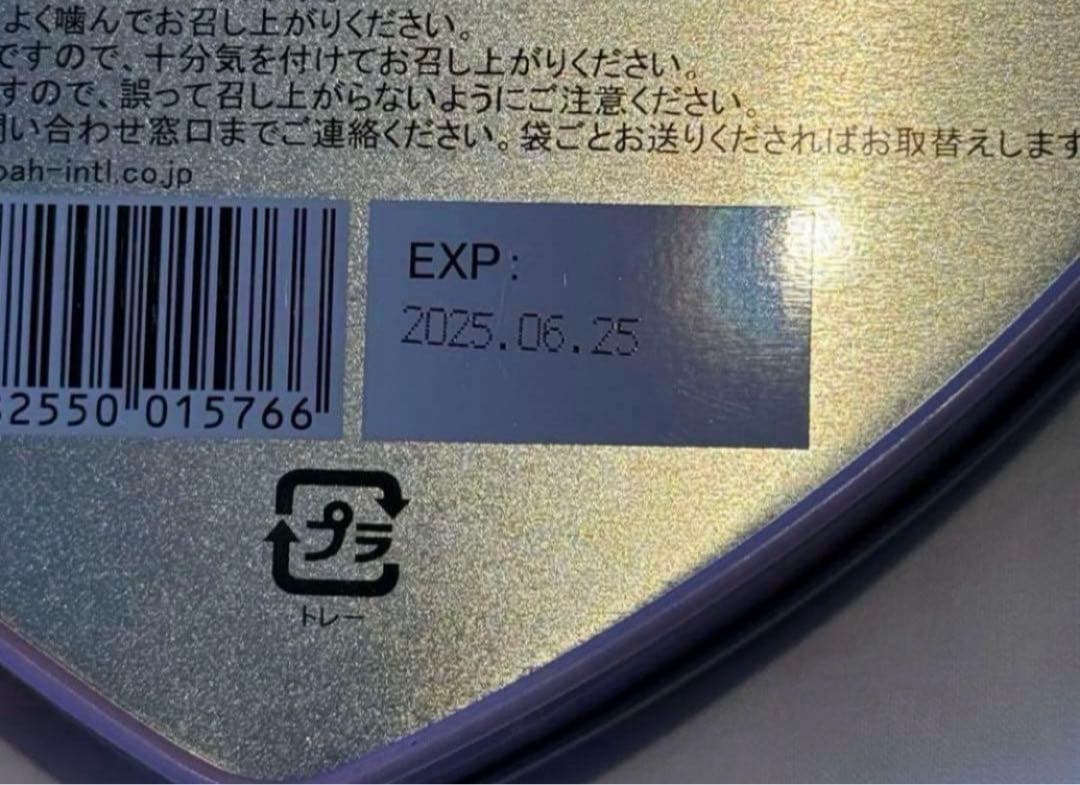 よく噛んでお召し上がりください。
ですので、十分気を付けてお召し上がりください。
すので、誤って召し上がらないようにご注意ください。
問い合わせ窓口までご連絡ください。袋ごとお送りくださればお取替えします
oah-intl.co.jp
EXP:
2025.06.25
2550 015766
プラ
トレー